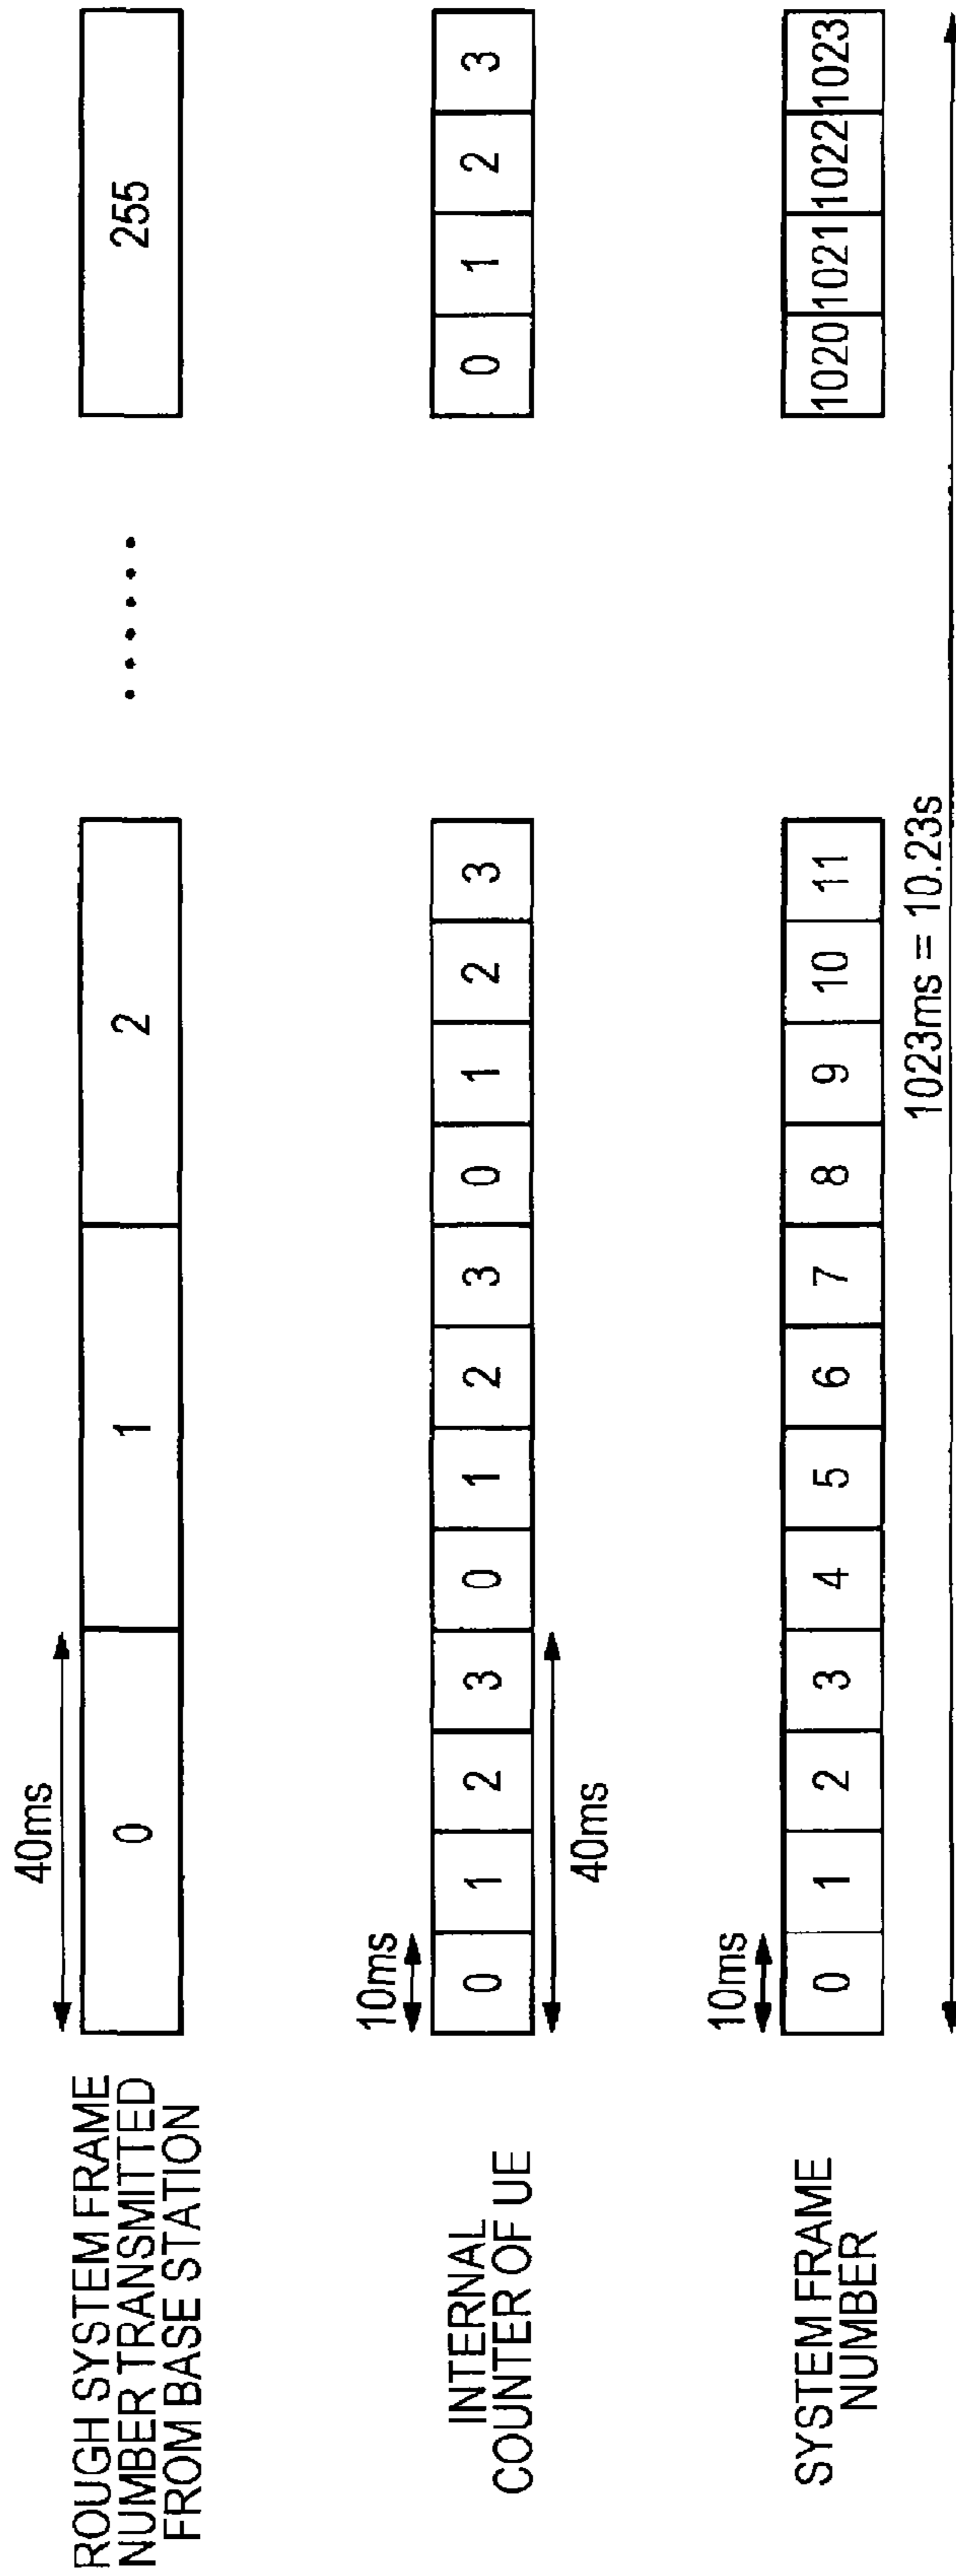 40ms
ROUGH SYSTEM FRAME
NUMBER TRANSMITTED
FROM BASE STATION
0 1 2 ...... 255
10ms
INTERNAL
COUNTER OF UE
0 1 2 3 0 1 2 3 0 1 2 3 0 1 2 3
40ms
10ms
SYSTEM FRAME
NUMBER
0 1 2 3 4 5 6 7 8 9 10 11 1020 1021 1022 1023
1023ms = 10.23s